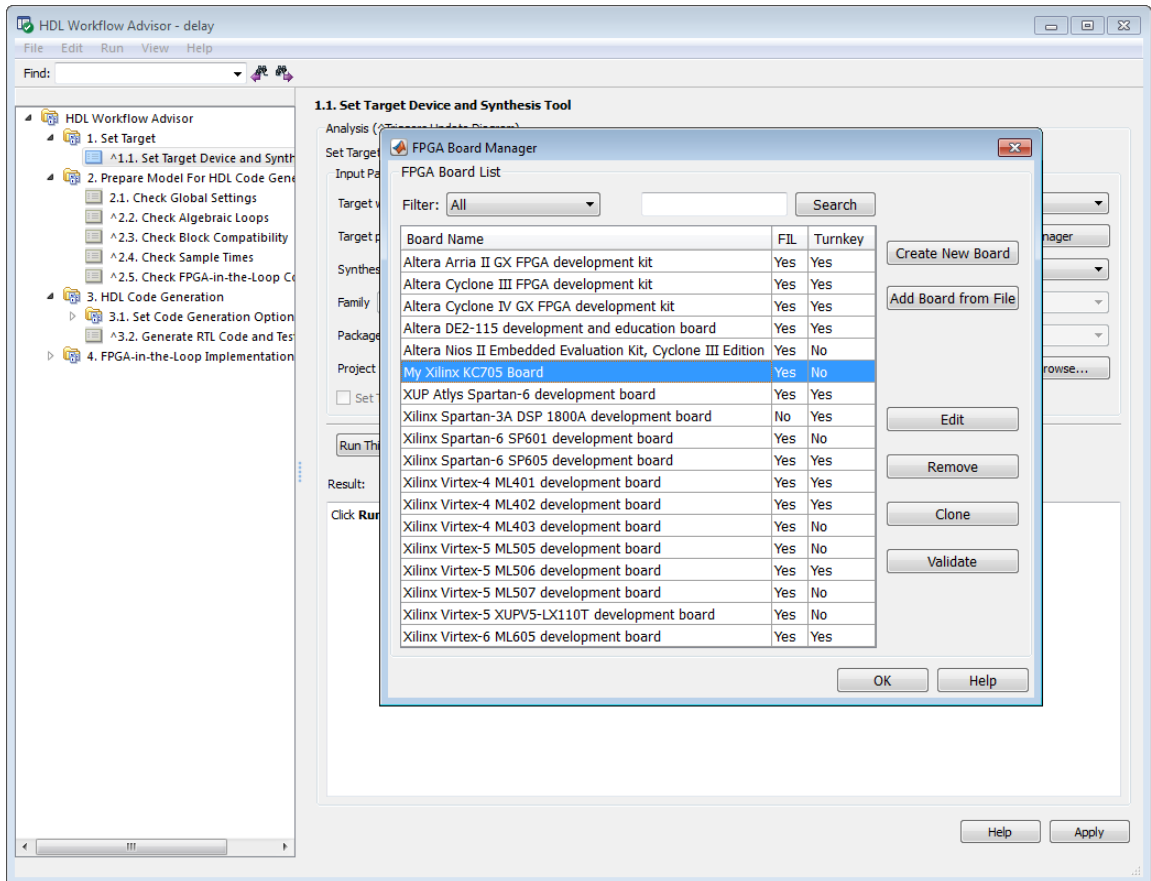 HDL Workflow Advisor - delay
File Edit Run View Help
Find:
HDL Workflow Advisor
1. Set Target
^1.1. Set Target Device and Synth
2. Prepare Model For HDL Code Gene
2.1. Check Global Settings
^2.2. Check Algebraic Loops
^2.3. Check Block Compatibility
^2.4. Check Sample Times
^2.5. Check FPGA-in-the-Loop Co
3. HDL Code Generation
3.1. Set Code Generation Option
^3.2. Generate RTL Code and Tes
4. FPGA-in-the-Loop Implementation
1.1. Set Target Device and Synthesis Tool
Analysis (^Triggers Update Diagram)
Set Target
Input Pa
Target w
Target p
nager
Synthes
Family
Package
Project
rowse...
Set T
Run Thi
Result:
Click Run
FPGA Board Manager
FPGA Board List
Filter: All Search
Board Name FIL Turnkey
Altera Arria II GX FPGA development kit Yes Yes
Altera Cyclone III FPGA development kit Yes Yes
Altera Cyclone IV GX FPGA development kit Yes Yes
Altera DE2-115 development and education board Yes Yes
Altera Nios II Embedded Evaluation Kit, Cyclone III Edition Yes No
My Xilinx KC705 Board Yes No
XUP Atlys Spartan-6 development board Yes Yes
Xilinx Spartan-3A DSP 1800A development board No Yes
Xilinx Spartan-6 SP601 development board Yes No
Xilinx Spartan-6 SP605 development board Yes Yes
Xilinx Virtex-4 ML401 development board Yes Yes
Xilinx Virtex-4 ML402 development board Yes Yes
Xilinx Virtex-4 ML403 development board Yes No
Xilinx Virtex-5 ML505 development board Yes No
Xilinx Virtex-5 ML506 development board Yes Yes
Xilinx Virtex-5 ML507 development board Yes No
Xilinx Virtex-5 XUPV5-LX110T development board Yes No
Xilinx Virtex-6 ML605 development board Yes Yes
Create New Board
Add Board from File
Edit
Remove
Clone
Validate
OK Help
Help Apply